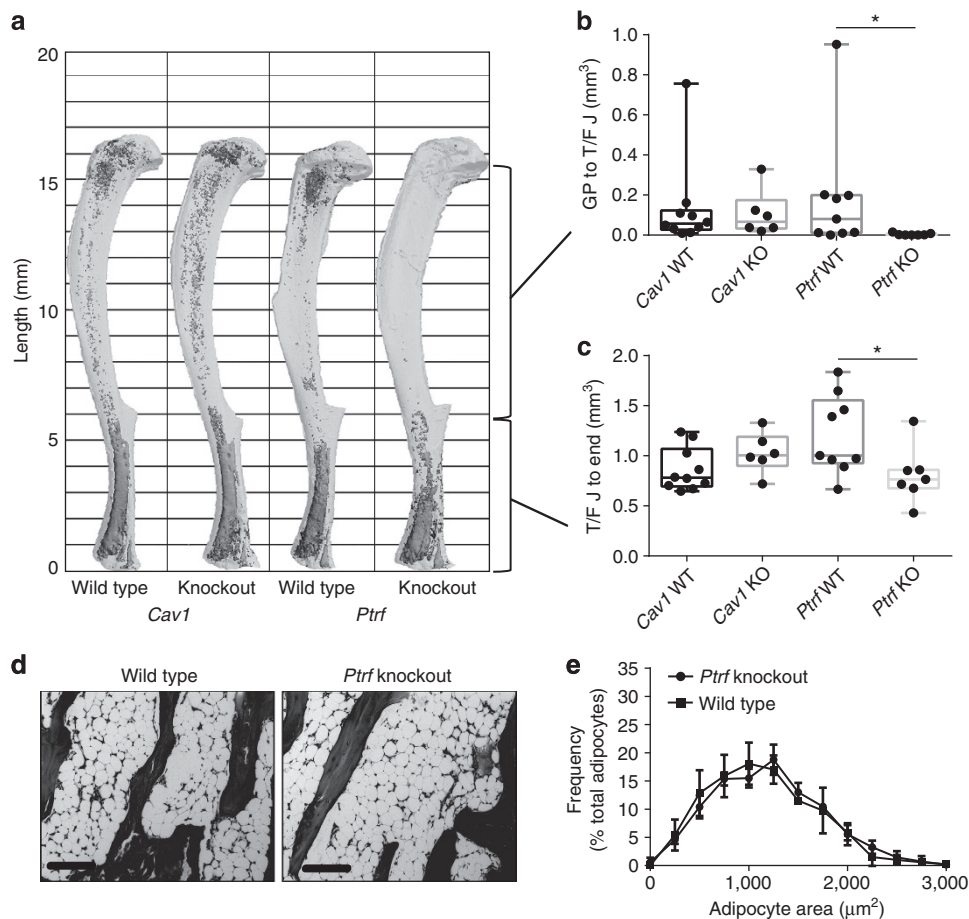 a
20
15
10
5
0
Length (mm)
Wild type
Knockout
Wild type
Knockout
Cav1
Ptrf
b
*
1.0
0.8
0.6
0.4
0.2
0.0
GP to T/F J (mm³)
Cav1 WT
Cav1 KO
Ptrf WT
Ptrf KO
c
*
2.0
1.5
1.0
0.5
0.0
T/F J to end (mm³)
Cav1 WT
Cav1 KO
Ptrf WT
Ptrf KO
d
Wild type
Ptrf knockout
e
35
30
25
20
15
10
5
0
Frequency
(% total adipocytes)
Ptrf knockout
Wild type
0
1,000
2,000
3,000
Adipocyte area (μm²)